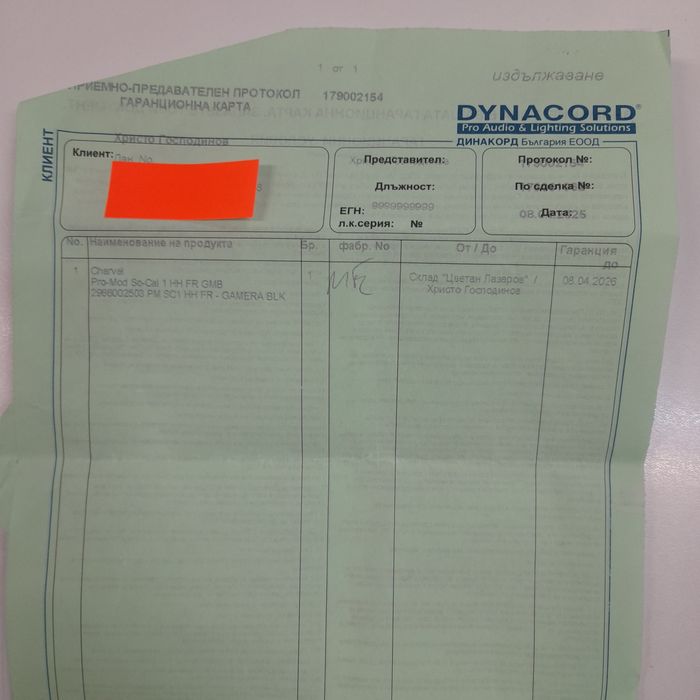 1 от 1
издължаване
ПРИЕМНО-ПРЕДАВАТЕЛЕН ПРОТОКОЛ 179002154
ГАРАНЦИОННА КАРТА
DYNACORD®
Pro Audio & Lighting Solutions
ДИНАКОРД България ЕООД
КЛИЕНТ
Христо Господинов
Клиент:
Дан. No.
Представител:
Длъжност:
ЕГН: 9999999999
л.к.серия: №
Протокол №:
По сделка №:
Дата:
No. Наименование на продукта Бр. фабр. No От / До Гаранция до
1 Charvel 1 Склад "Цветан Лазаров" / 08.04.2026
Pro-Mod So-Cal 1 HH FR GMB Христо Господинов
2966002503 PM SC1 HH FR - GAMERA BLK